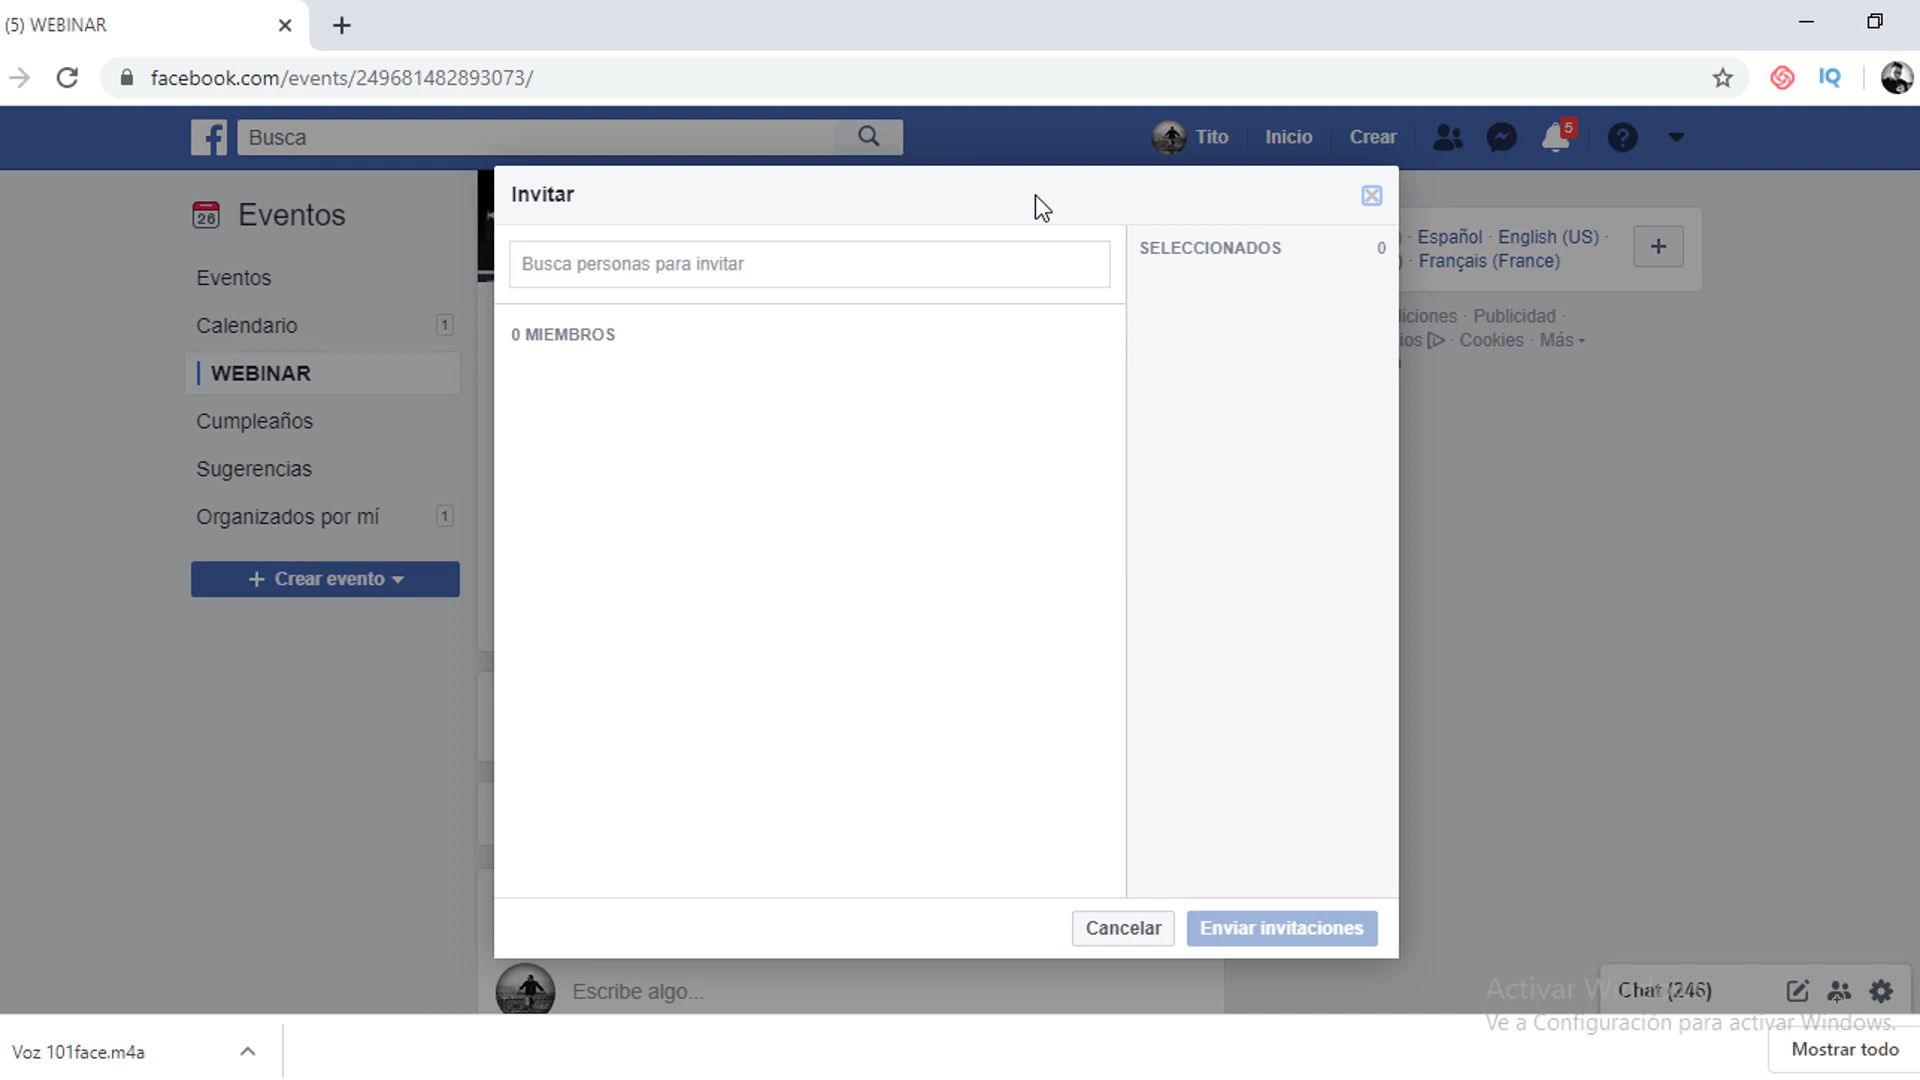 (5) WEBINAR
facebook.com/events/249681482893073/
IQ
Busca
Tito
Inicio
Crear
5
26
Eventos
Eventos
Calendario 1
WEBINAR
Cumpleaños
Sugerencias
Organizados por mí 1
+ Crear evento
Invitar
Busca personas para invitar
0 MIEMBROS
SELECCIONADOS 0
Cancelar
Enviar invitaciones
· Español · English (US) ·
· Français (France)
· Publicidad ·
· Cookies · Más
Escribe algo...
Chat (246)
Activar
Ve a Configuración para activar Windows.
Voz 101face.m4a
Mostrar todo